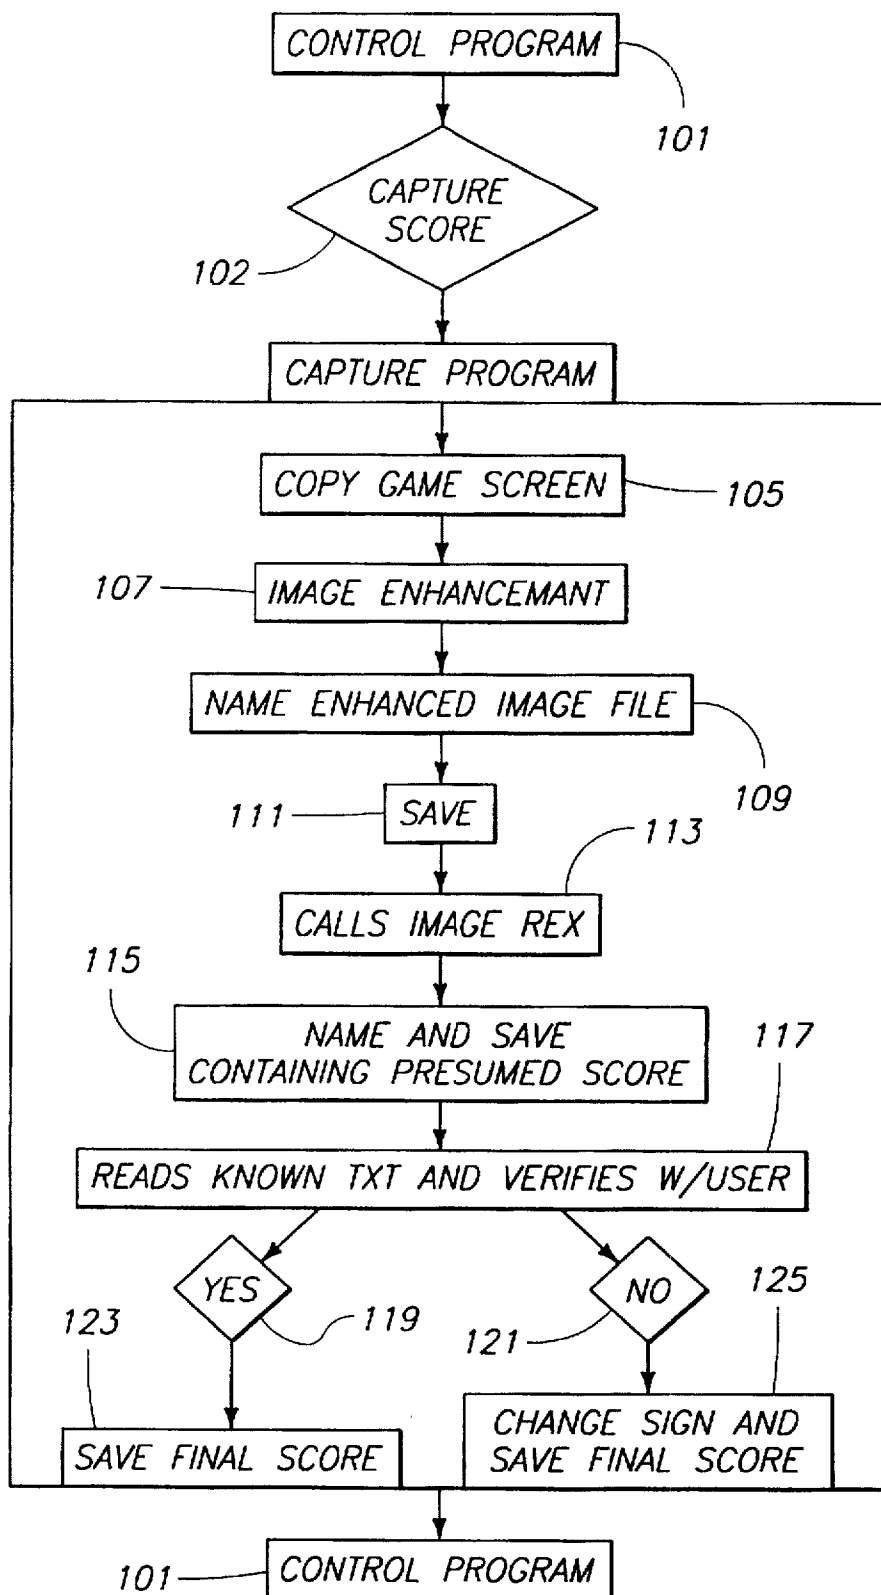 CONTROL PROGRAM
101
CAPTURE
SCORE
102
CAPTURE PROGRAM
COPY GAME SCREEN
105
107
IMAGE ENHANCEMANT
NAME ENHANCED IMAGE FILE
109
111
SAVE
113
CALLS IMAGE REX
115
NAME AND SAVE
CONTAINING PRESUMED SCORE
117
READS KNOWN TXT AND VERIFIES W/USER
YES
119
NO
121
123
SAVE FINAL SCORE
125
CHANGE SIGN AND
SAVE FINAL SCORE
101
CONTROL PROGRAM